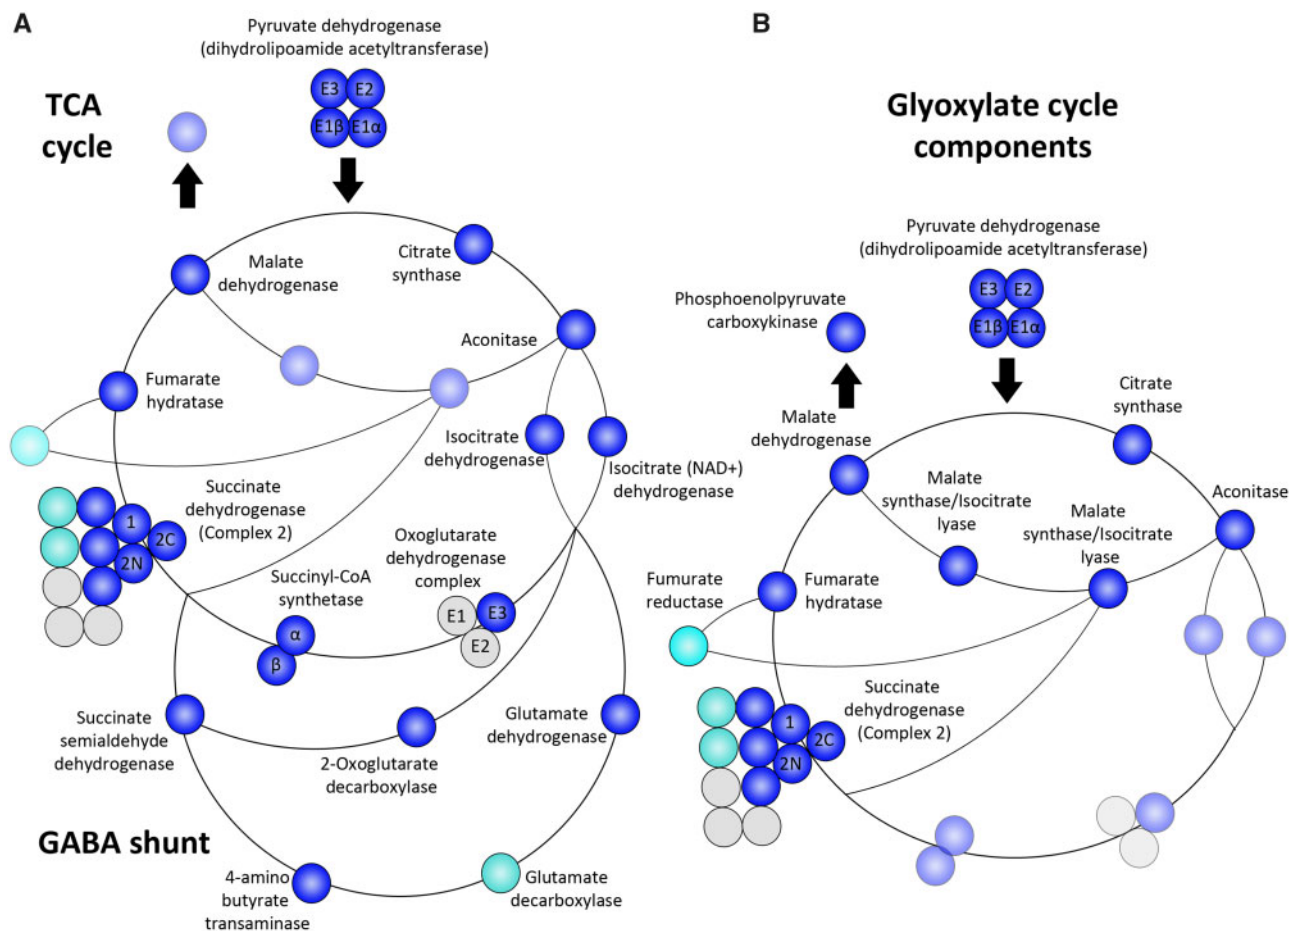 A
Pyruvate dehydrogenase
(dihydrolipoamide acetyltransferase)
TCA
cycle
E3
E2
E1β
E1α
Malate
dehydrogenase
Citrate
synthase
Aconitase
Fumarate
hydratase
Isocitrate
dehydrogenase
Isocitrate (NAD+)
dehydrogenase
Succinate
dehydrogenase
(Complex 2)
1
2C
2N
Oxoglutarate
dehydrogenase
complex
E1
E3
E2
Succinyl-CoA
synthetase
α
β
Succinate
semialdehyde
dehydrogenase
2-Oxoglutarate
decarboxylase
Glutamate
dehydrogenase
GABA shunt
4-amino
butyrate
transaminase
Glutamate
decarboxylase
B
Glyoxylate cycle
components
Pyruvate dehydrogenase
(dihydrolipoamide acetyltransferase)
E3
E2
E1β
E1α
Phosphoenolpyruvate
carboxykinase
Citrate
synthase
Malate
dehydrogenase
Malate
synthase/Isocitrate
lyase
Malate
synthase/Isocitrate
lyase
Aconitase
Fumurate
reductase
Fumarate
hydratase
Succinate
dehydrogenase
(Complex 2)
1
2C
2N